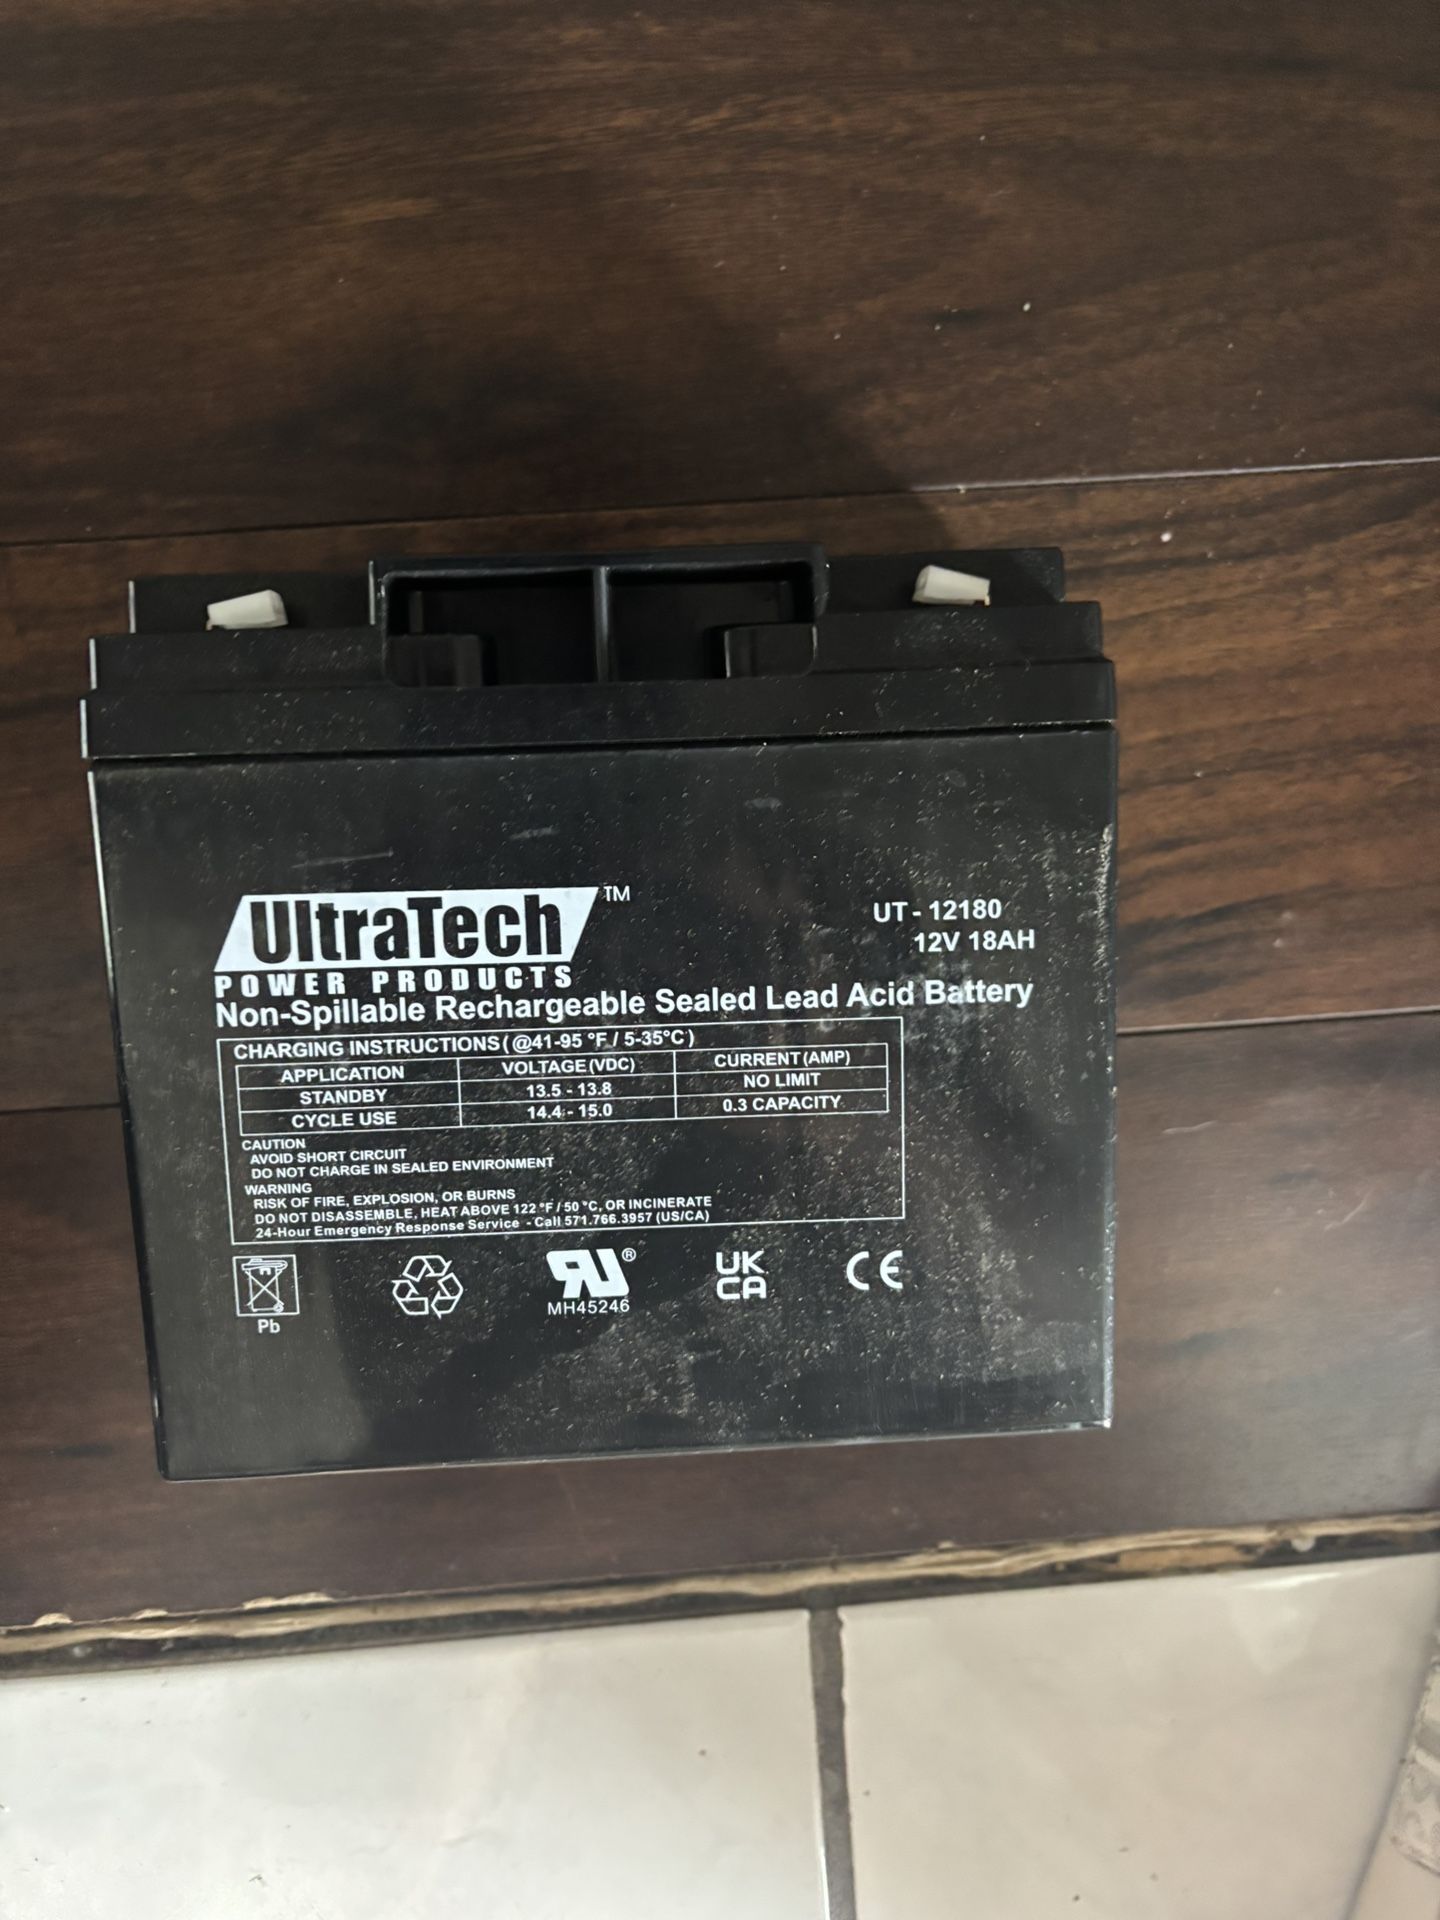 UltraTech™
POWER PRODUCTS
UT - 12180
12V 18AH
Non-Spillable Rechargeable Sealed Lead Acid Battery
CHARGING INSTRUCTIONS ( @41-95 °F / 5-35°C )
APPLICATION VOLTAGE (VDC) CURRENT (AMP)
STANDBY 13.5 - 13.8 NO LIMIT
CYCLE USE 14.4 - 15.0 0.3 CAPACITY
CAUTION
AVOID SHORT CIRCUIT
DO NOT CHARGE IN SEALED ENVIRONMENT
WARNING
RISK OF FIRE, EXPLOSION, OR BURNS
DO NOT DISASSEMBLE, HEAT ABOVE 122 °F / 50 °C, OR INCINERATE
24-Hour Emergency Response Service - Call 571.766.3957 (US/CA)
Pb
RU®
MH45246
UK
CA
CE